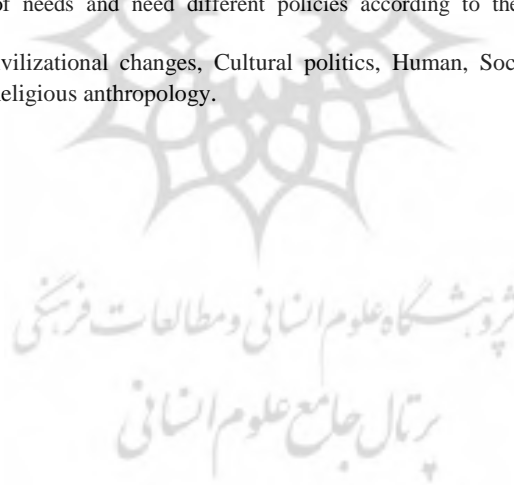 of needs and need different policies according to the
vilizational changes, Cultural politics, Human, Soc
eligious anthropology.
پژوهشگاه علوم انسانی و مطالعات فرهنگی
پرتال جامع علوم انسانی